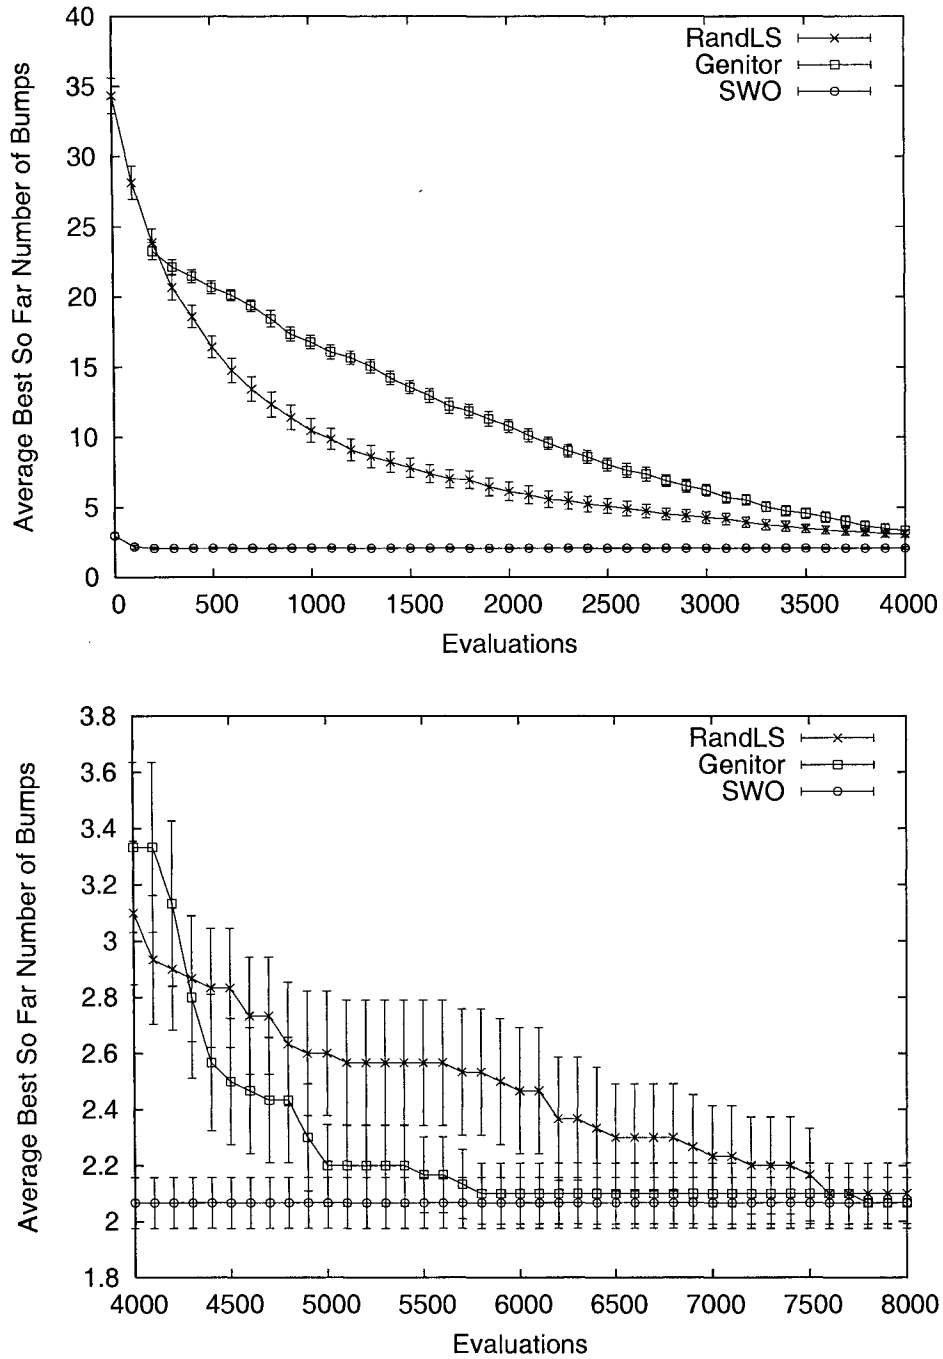 40
35
30
25
20
15
10
5
0
Average Best So Far Number of Bumps
RandLS
Genitor
SWO
0 500 1000 1500 2000 2500 3000 3500 4000
Evaluations
3.8
3.6
3.4
3.2
3
2.8
2.6
2.4
2.2
2
1.8
Average Best So Far Number of Bumps
RandLS
Genitor
SWO
4000 4500 5000 5500 6000 6500 7000 7500 8000
Evaluations